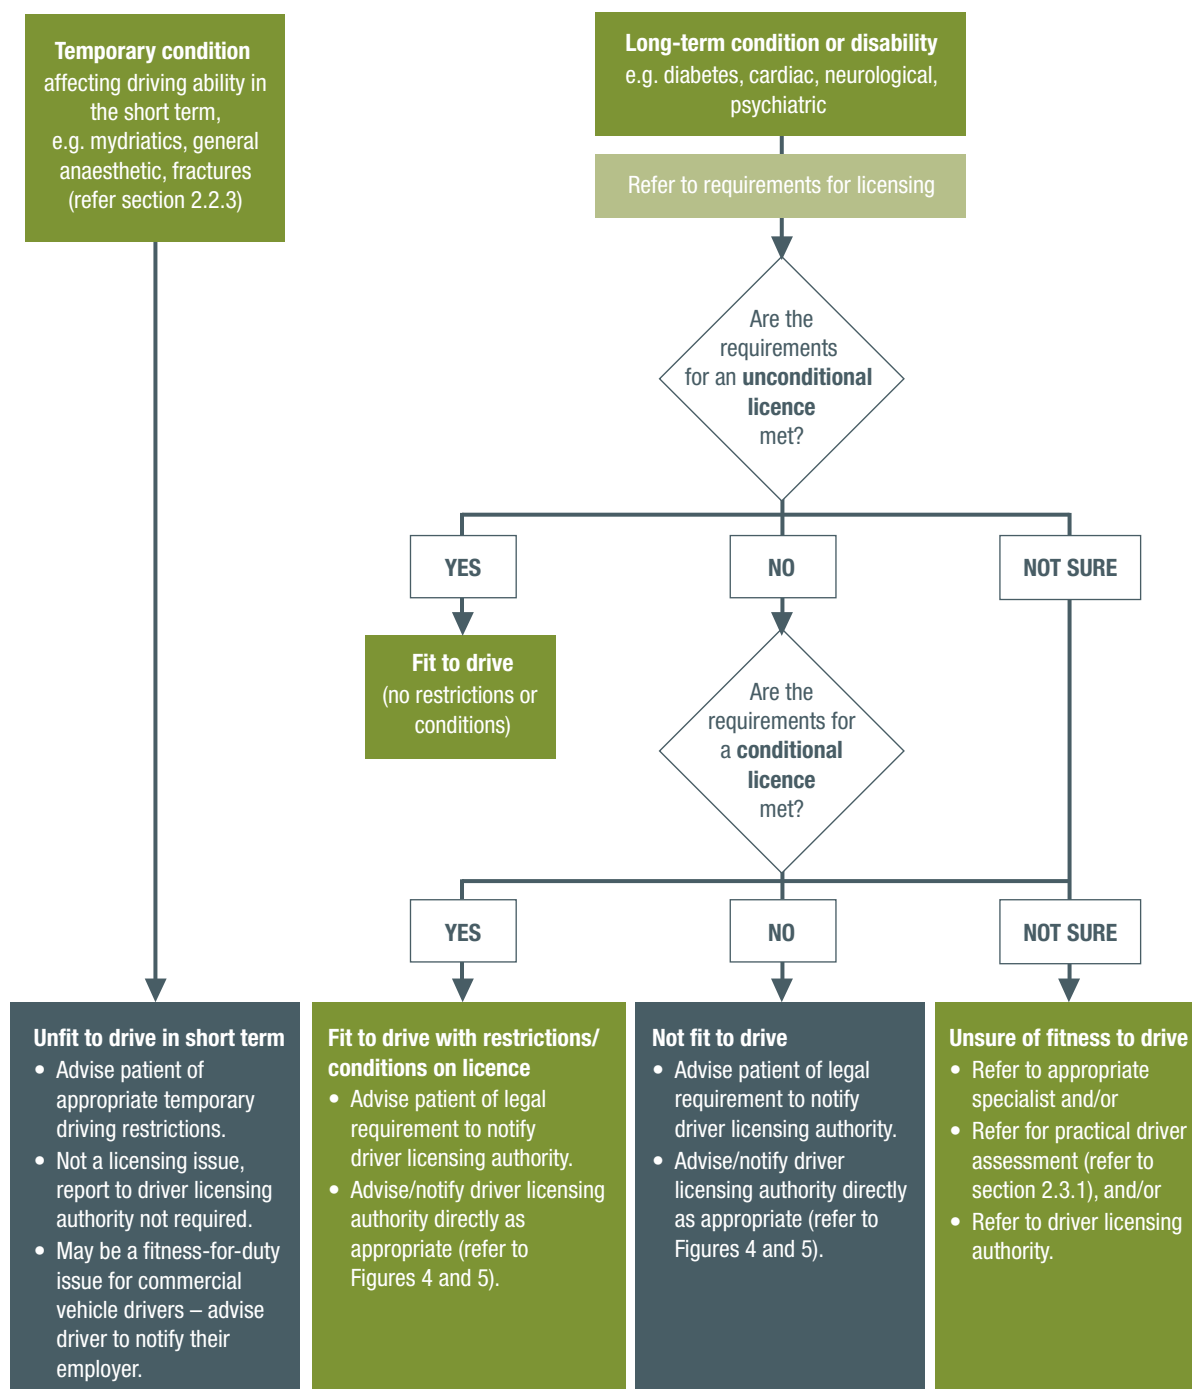 Temporary condition
affecting driving ability in
the short term,
e.g. mydriatics, general
anaesthetic, fractures
(refer section 2.2.3)
Long-term condition or disability
e.g. diabetes, cardiac, neurological,
psychiatric
Refer to requirements for licensing
Are the
requirements
for an unconditional
licence
met?
YES
NO
NOT SURE
Fit to drive
(no restrictions or
conditions)
Are the
requirements for
a conditional
licence
met?
YES
NO
NOT SURE
Unfit to drive in short term
• Advise patient of
appropriate temporary
driving restrictions.
• Not a licensing issue,
report to driver licensing
authority not required.
• May be a fitness-for-duty
issue for commercial
vehicle drivers – advise
driver to notify their
employer.
Fit to drive with restrictions/
conditions on licence
• Advise patient of legal
requirement to notify
driver licensing authority.
• Advise/notify driver licensing
authority directly as
appropriate (refer to
Figures 4 and 5).
Not fit to drive
• Advise patient of legal
requirement to notify
driver licensing authority.
• Advise/notify driver
licensing authority directly
as appropriate (refer to
Figures 4 and 5).
Unsure of fitness to drive
• Refer to appropriate
specialist and/or
• Refer for practical driver
assessment (refer to
section 2.3.1), and/or
• Refer to driver licensing
authority.